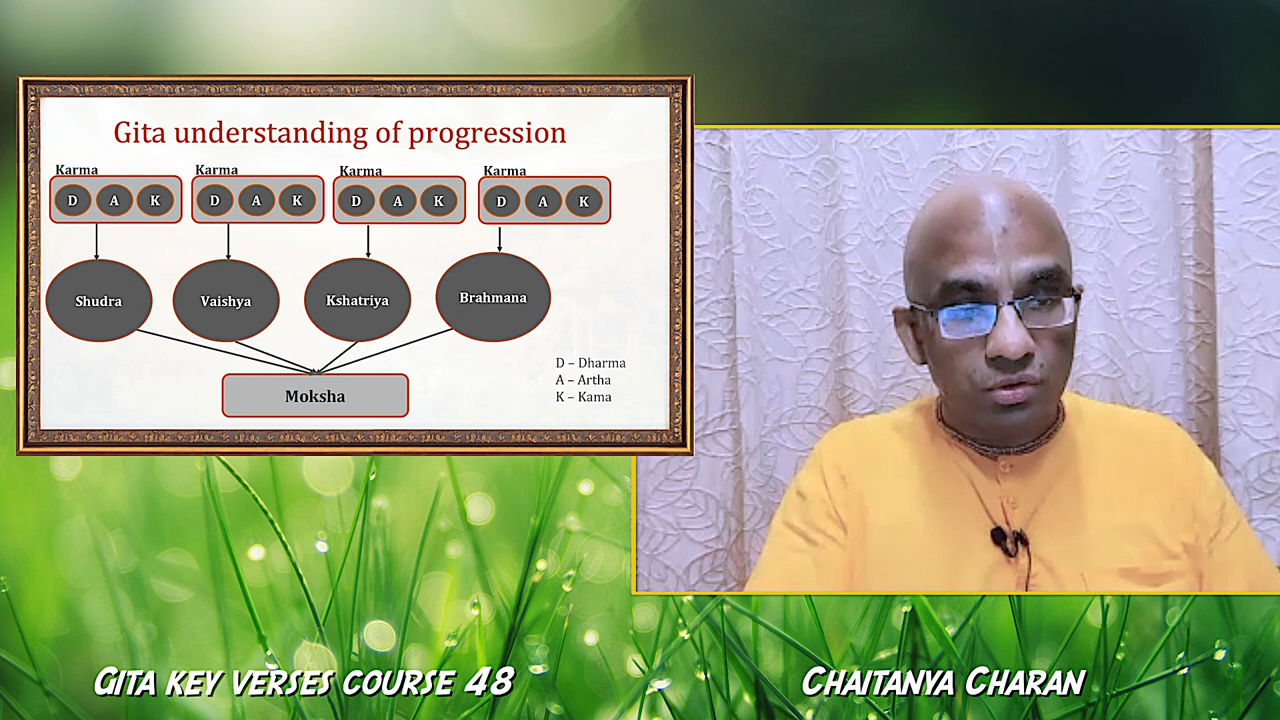 Gita understanding of progression
Karma Karma Karma Karma
D A K D A K D A K D A K
Shudra Vaishya Kshatriya Brahmana
Moksha
D – Dharma
A – Artha
K – Kama
GITA KEY VERSES COURSE 48
CHAITANYA CHARAN